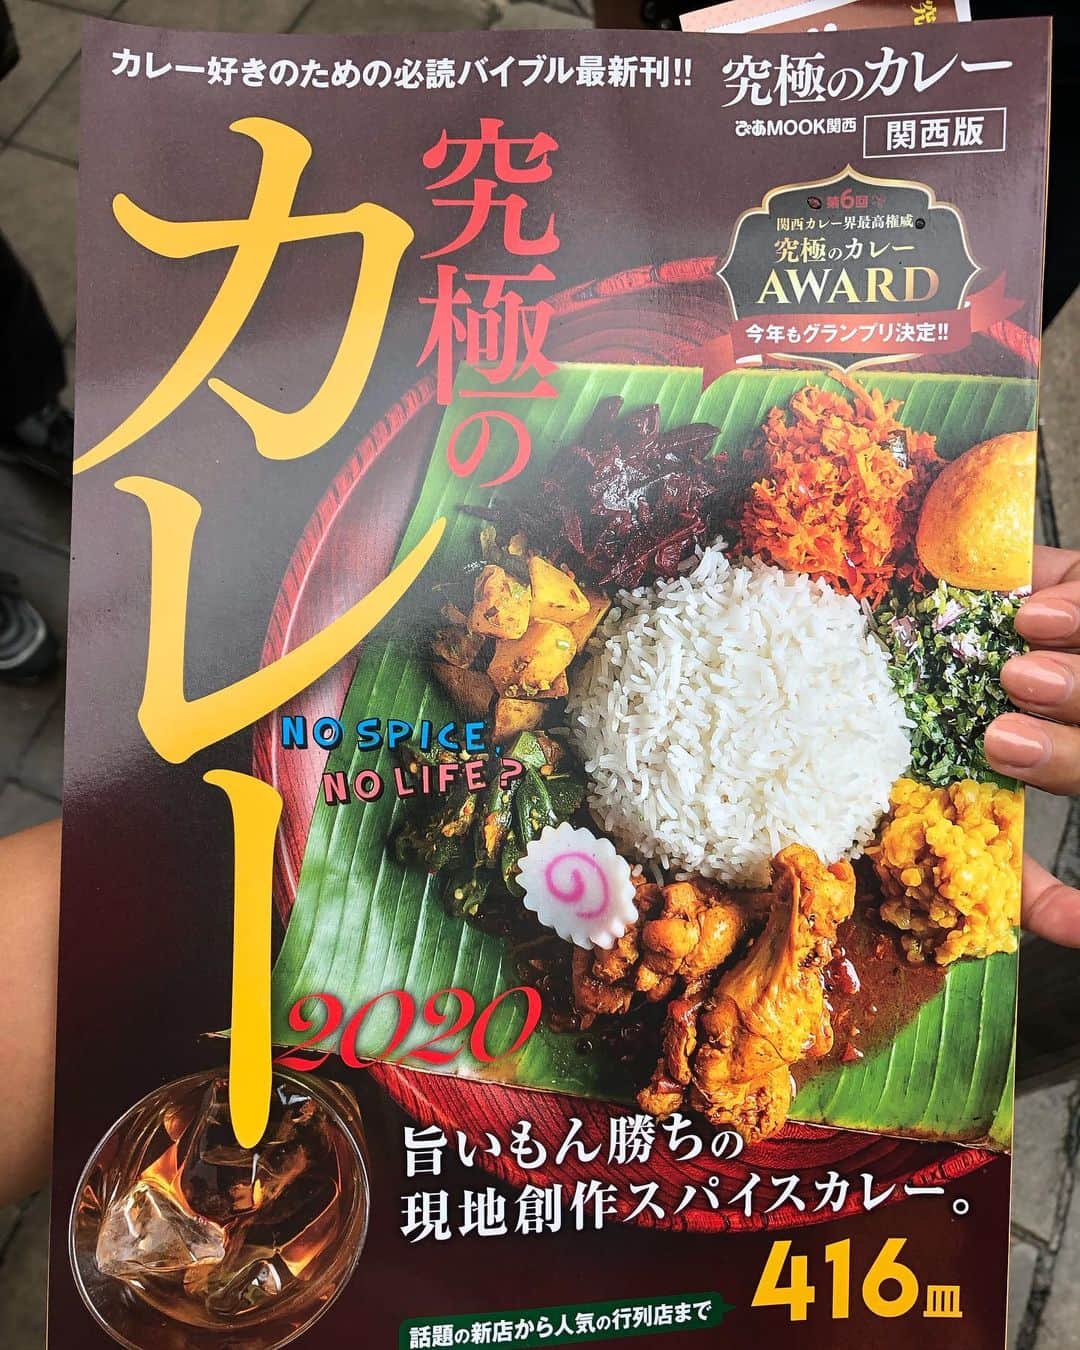 カレー好きのための必読バイブル最新刊!!
究極のカレー
ぴあMOOK関西
関西版
究極の
カレー
第6回
関西カレー界最高権威
究極のカレー
AWARD
今年もグランプリ決定!!
NO SPICE,
NO LIFE?
2020
旨いもん勝ちの
現地創作スパイスカレー。
416皿
話題の新店から人気の行列店まで